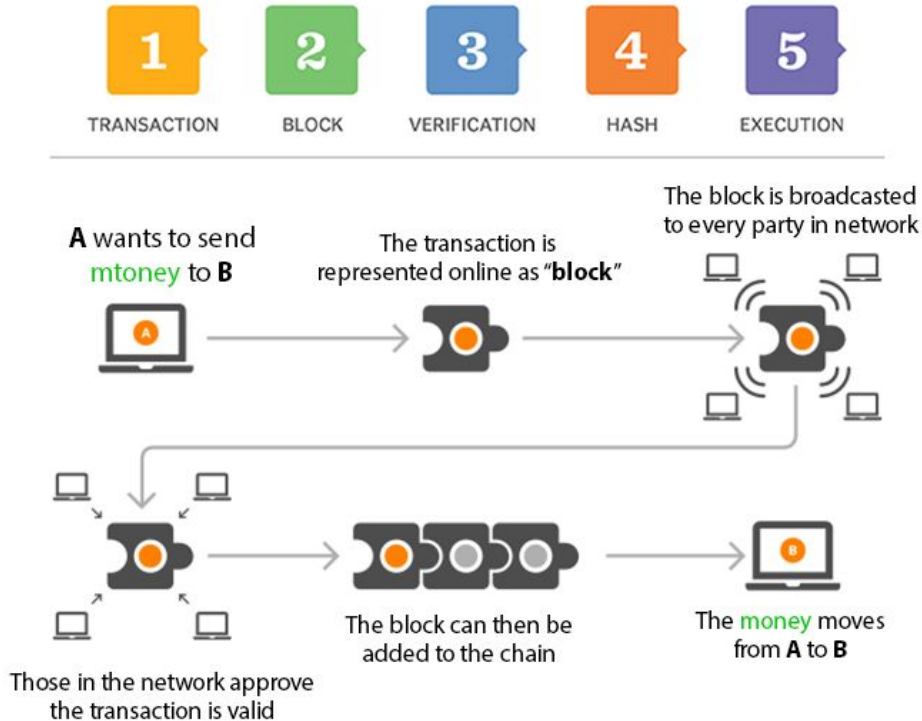 1 2 3 4 5
TRANSACTION BLOCK VERIFICATION HASH EXECUTION
A wants to send
mtoney to B
A
The transaction is
represented online as “block”
The block is broadcasted
to every party in network
Those in the network approve
the transaction is valid
The block can then be
added to the chain
B
The money moves
from A to B